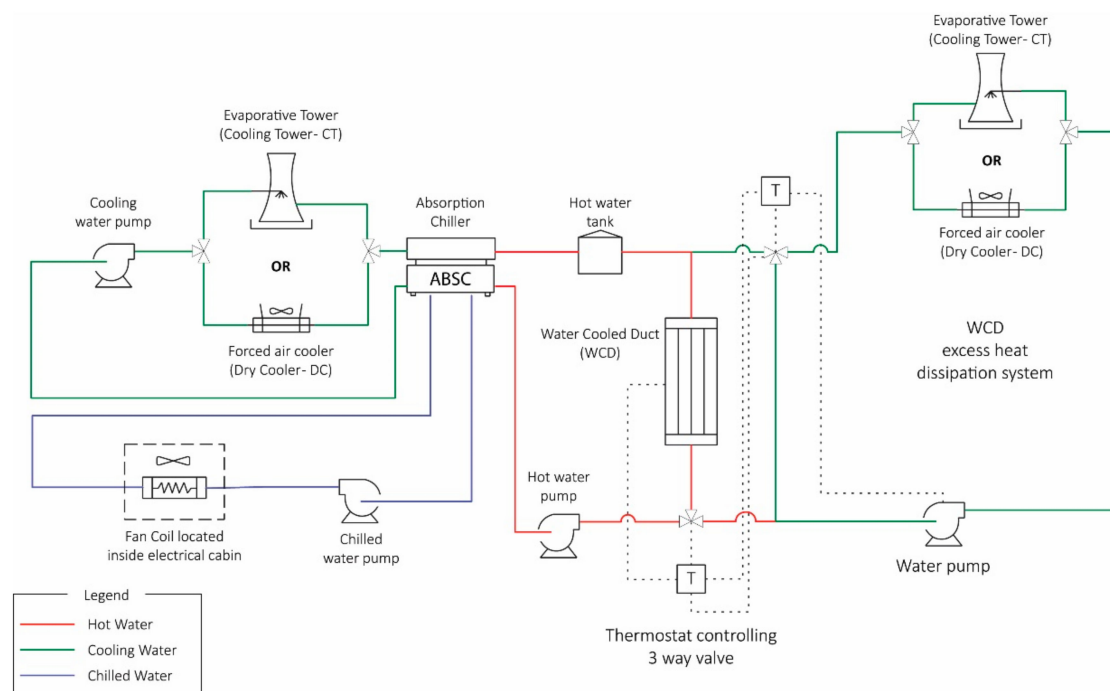 Evaporative Tower
(Cooling Tower- CT)
OR
Forced air cooler
(Dry Cooler- DC)
WCD
excess heat
dissipation system
Evaporative Tower
(Cooling Tower- CT)
Cooling
water pump
OR
Forced air cooler
(Dry Cooler- DC)
Absorption
Chiller
ABSC
Hot water
tank
T
Water Cooled Duct
(WCD)
Hot water
pump
Fan Coil located
inside electrical cabin
Chilled
water pump
T
Water pump
Thermostat controlling
3 way valve
Legend
Hot Water
Cooling Water
Chilled Water